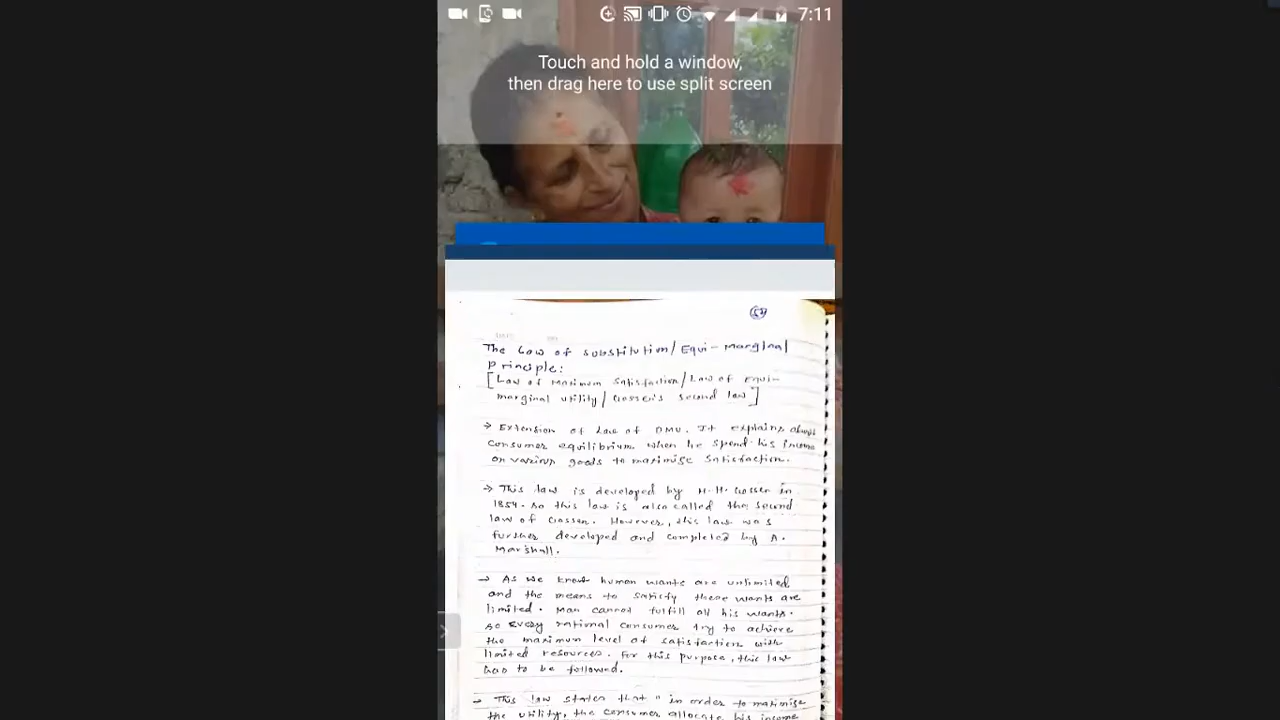 7:11
Touch and hold a window,
then drag here to use split screen
The Law of substitution/Equi-marginal
principle:
[Law of maximum satisfaction/Law of equi-
marginal utility/Gossen's second law]
→ Extension of Law of DMU. It explains about
consumer equilibrium when he spend his income
on various goods to maximise satisfaction.
→ This law is developed by H.H. Gossen in
1854. So this law is also called the second
law of Gossen. However, this law was
further developed and completed by A.
Marshall.
→ As we know human wants are unlimited
and the means to satisfy these wants are
limited. Man cannot fulfill all his wants.
So every rational consumer try to achieve
the maximum level of satisfaction with
limited resources. For this purpose, this law
has to be followed.
→ This law states that "in order to maximise
the utility, the consumer allocate his income